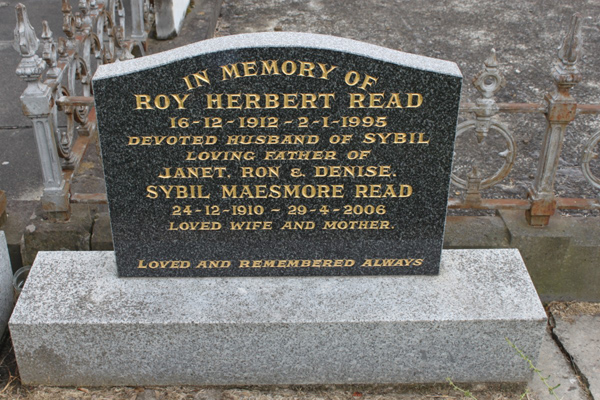 IN MEMORY OF
ROY HERBERT READ
16-12-1912 - 2-1-1995
DEVOTED HUSBAND OF SYBIL
LOVING FATHER OF
JANET, RON & DENISE.
SYBIL MAESMORE READ
24-12-1910 - 29-4-2006
LOVED WIFE AND MOTHER.
LOVED AND REMEMBERED ALWAYS